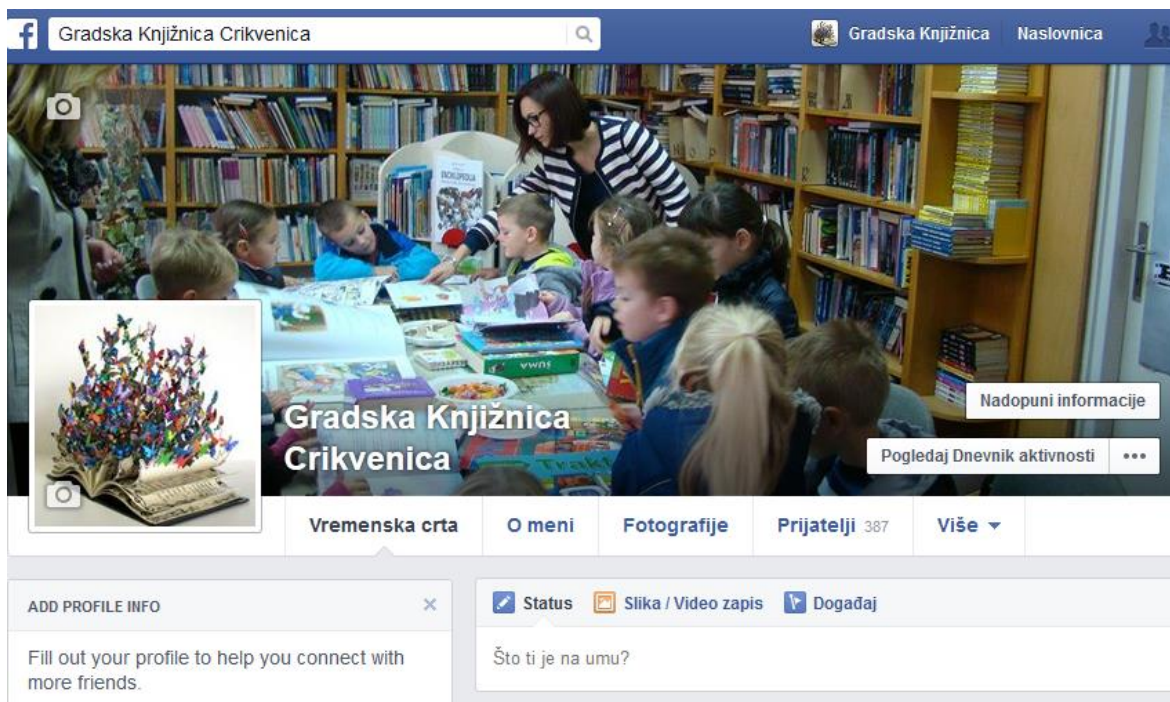 f
Gradska Knjižnica Crikvenica
Gradska Knjižnica Naslovnica
ENCIKLOPEDIJA
ŠUMA
Trakt
Gradska Knjižnica
Crikvenica
Nadopuni informacije
Pogledaj Dnevnik aktivnosti
Vremenska crta O meni Fotografije Prijatelji 387 Više
ADD PROFILE INFO
Fill out your profile to help you connect with
more friends.
Status Slika / Video zapis Događaj
Što ti je na umu?